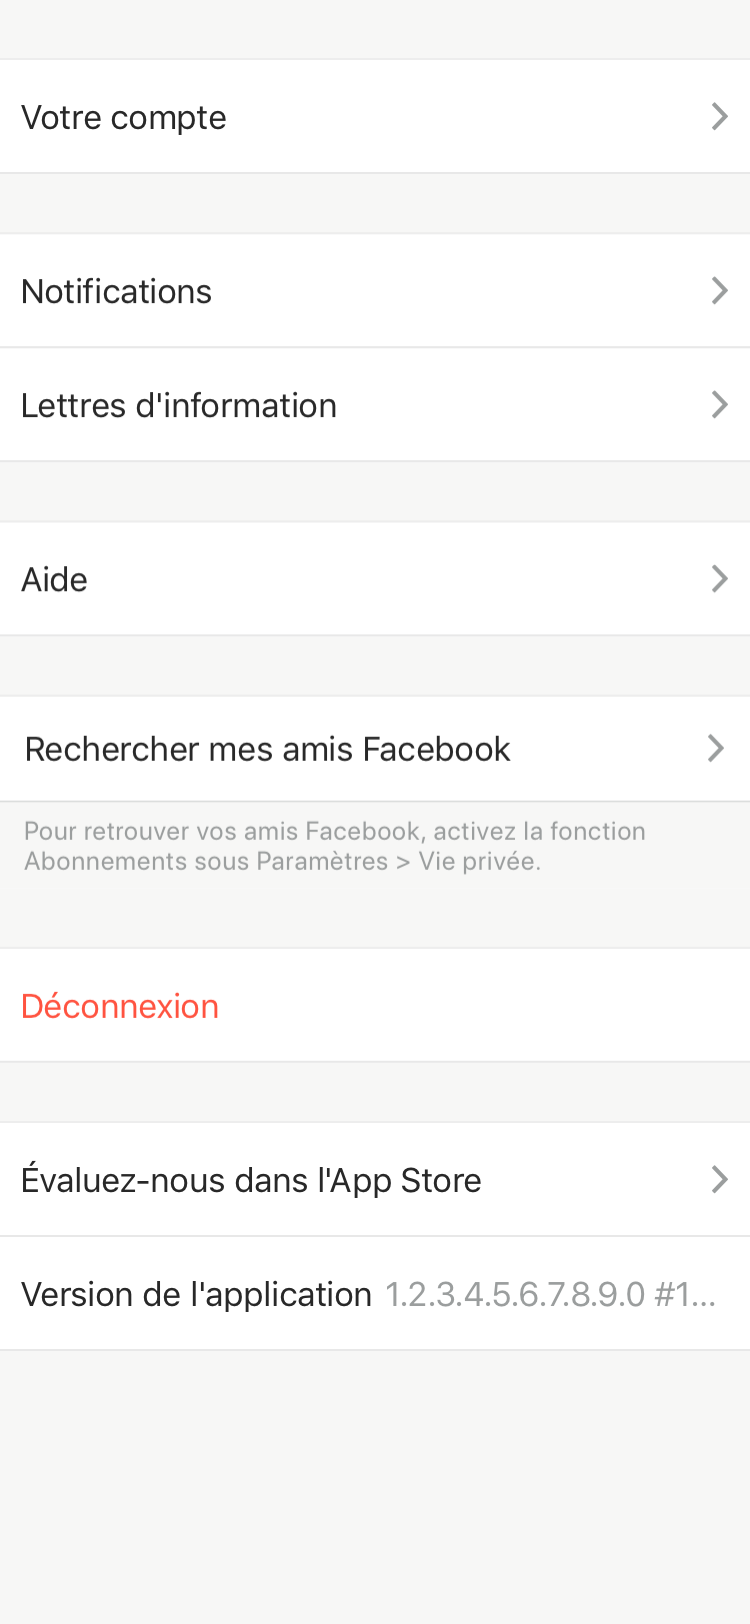 Votre compte
Notifications
Lettres d'information
Aide
Rechercher mes amis Facebook
Pour retrouver vos amis Facebook, activez la fonction
Abonnements sous Paramètres > Vie privée.
Déconnexion
Évaluez-nous dans l'App Store
Version de l'application 1.2.3.4.5.6.7.8.9.0 #1...